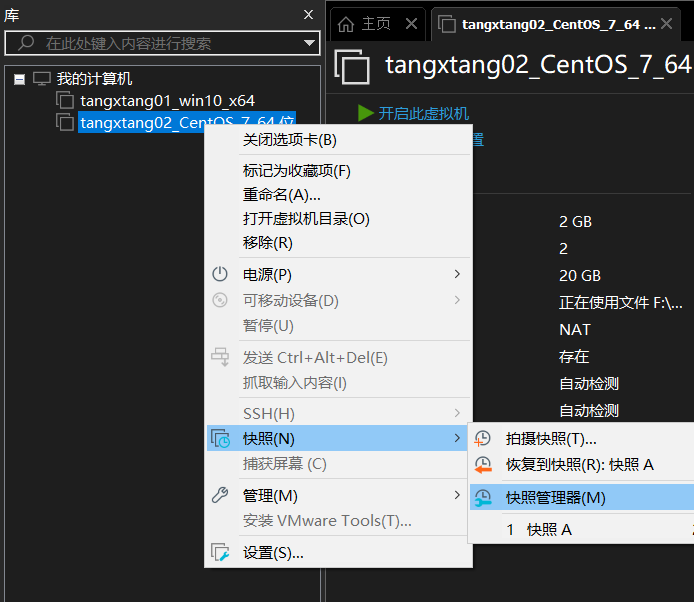 库
在此处键入内容进行搜索
我的计算机
tangxtang01_win10_x64
tangxtang02_CentOS_7_64 位
主页
tangxtang02_CentOS_7_64 ...
tangxtang02_CentOS_7_64
开启此虚拟机
置
2 GB
2
20 GB
正在使用文件 F:\...
NAT
存在
自动检测
自动检测
关闭选项卡(B)
标记为收藏项(F)
重命名(A)...
打开虚拟机目录(O)
移除(R)
电源(P)
可移动设备(D)
暂停(U)
发送 Ctrl+Alt+Del(E)
抓取输入内容(I)
SSH(H)
快照(N)
捕获屏幕 (C)
管理(M)
安装 VMware Tools(T)...
设置(S)...
拍摄快照(T)...
恢复到快照(R): 快照 A
快照管理器(M)
1 快照 A